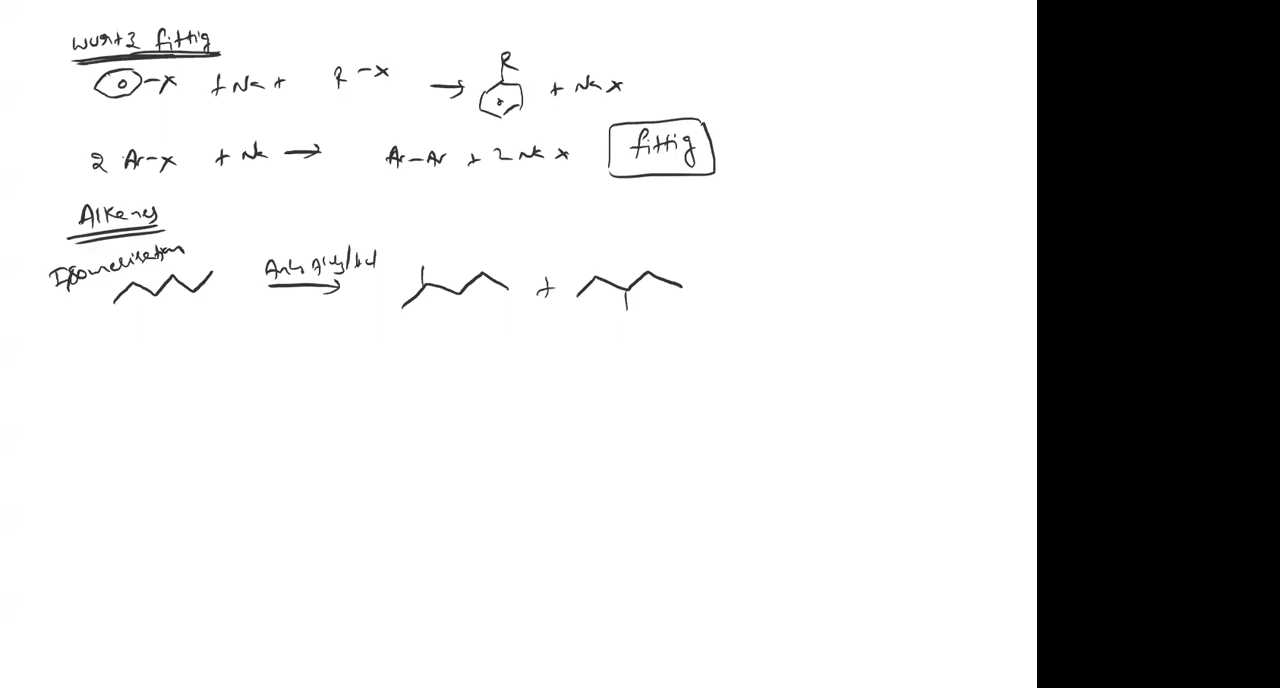 Wurtz fittig
-X + Na + R-X → R + NaX
2 Ar-X + Na → Ar-Ar + 2 NaX fittig
Alkenes
Isomerisation
+